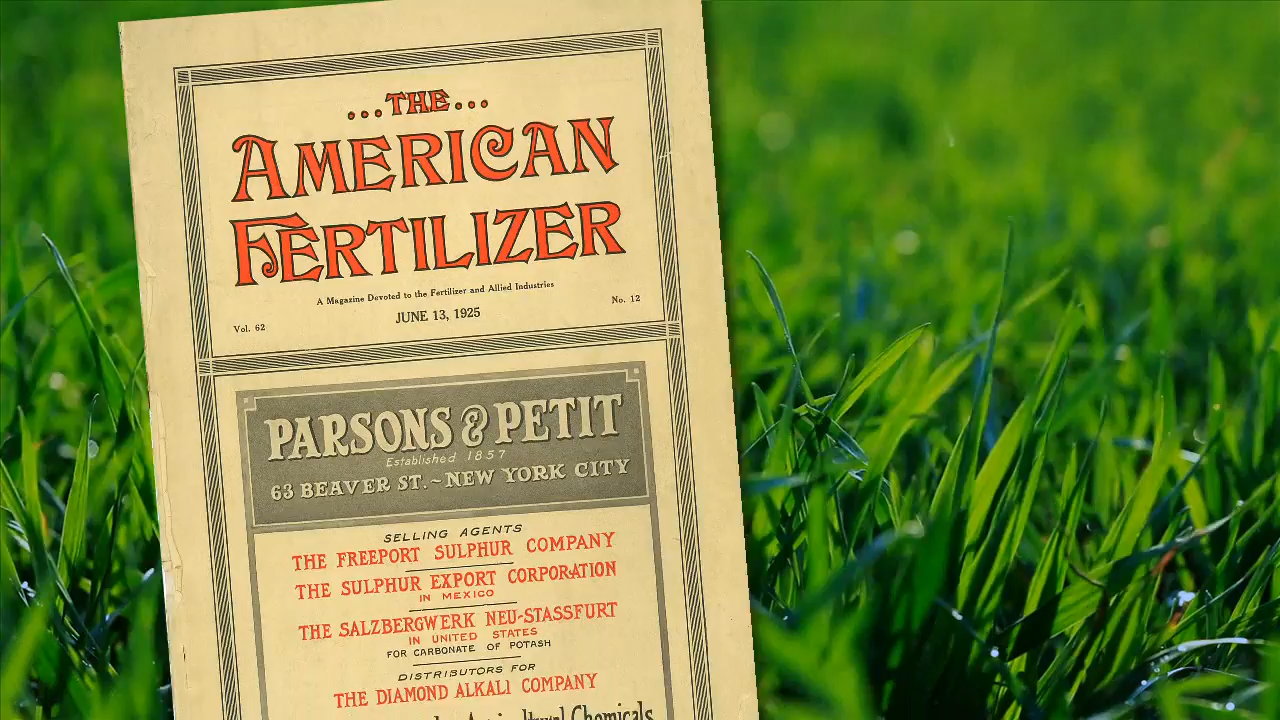 ...THE...
AMERICAN
FERTILIZER
A Magazine Devoted to the Fertilizer and Allied Industries
Vol. 62 JUNE 13, 1925 No. 12
PARSONS & PETIT
Established 1857
63 BEAVER ST. ~ NEW YORK CITY
SELLING AGENTS
THE FREEPORT SULPHUR COMPANY
THE SULPHUR EXPORT CORPORATION
IN MEXICO
THE SALZBERGWERK NEU-STASSFURT
IN UNITED STATES
FOR CARBONATE OF POTASH
DISTRIBUTORS FOR
THE DIAMOND ALKALI COMPANY
Agricultural Chemicals